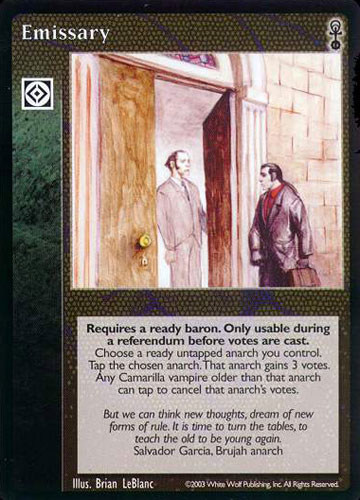 Emissary
Requires a ready baron. Only usable during
a referendum before votes are cast.
Choose a ready untapped anarch you control.
Tap the chosen anarch. That anarch gains 3 votes.
Any Camarilla vampire older than that anarch
can tap to cancel that anarch's votes.
But we can think new thoughts, dream of new
forms of rule. It is time to turn the tables, to
teach the old to be young again.
Salvador Garcia, Brujah anarch
Illus. Brian LeBlanc
©2003 White Wolf Publishing, Inc. All Rights Reserved.